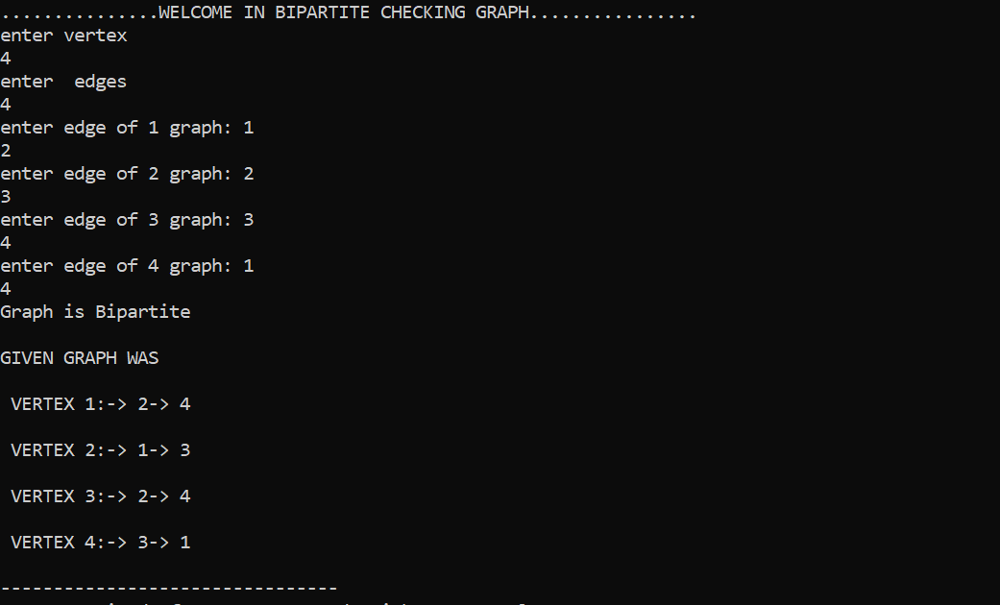 ...............WELCOME IN BIPARTITE CHECKING GRAPH................
enter vertex
4
enter  edges
4
enter edge of 1 graph: 1
2
enter edge of 2 graph: 2
3
enter edge of 3 graph: 3
4
enter edge of 4 graph: 1
4
Graph is Bipartite
GIVEN GRAPH WAS
VERTEX 1:-> 2-> 4
VERTEX 2:-> 1-> 3
VERTEX 3:-> 2-> 4
VERTEX 4:-> 3-> 1
--------------------------------